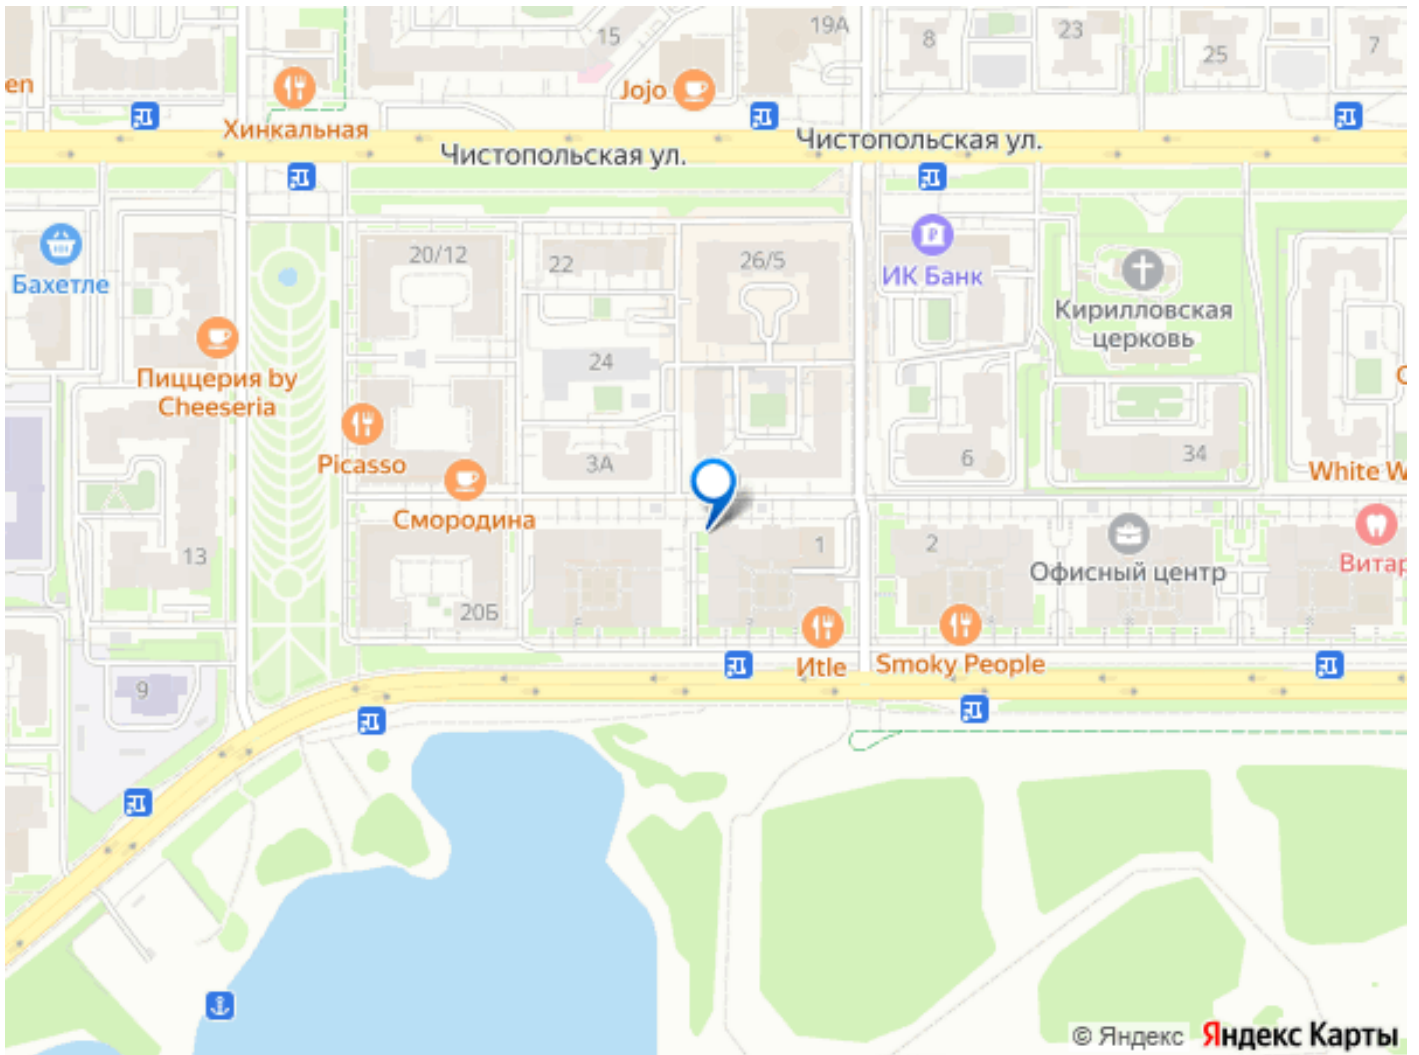 15
19А
8
23
25
7
en
Jojo
Хинкальная
Чистопольская ул.
Чистопольская ул.
Бахетле
20/12
22
26/5
ИК Банк
Кирилловская
церковь
Пиццерия by
Cheeseria
24
Picasso
3А
6
34
White W
Смородина
13
1
2
Офисный центр
Витар
20Б
9
Иtle
Smoky People
© Яндекс
Яндекс Карты